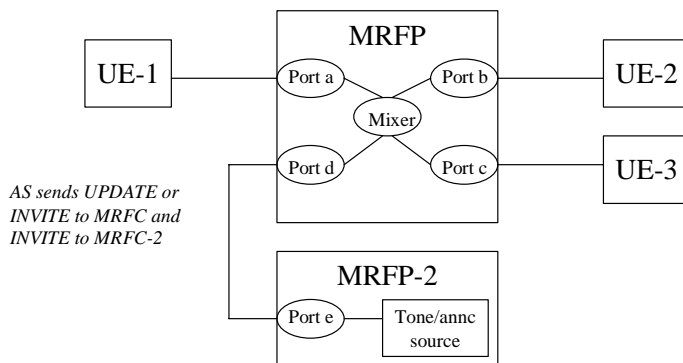 MRFP
UE-1
Port a
Port b
UE-2
Mixer
Port d
Port c
UE-3
AS sends UPDATE or
INVITE to MRFC and
INVITE to MRFC-2
MRFP-2
Port e
Tone/annc
source